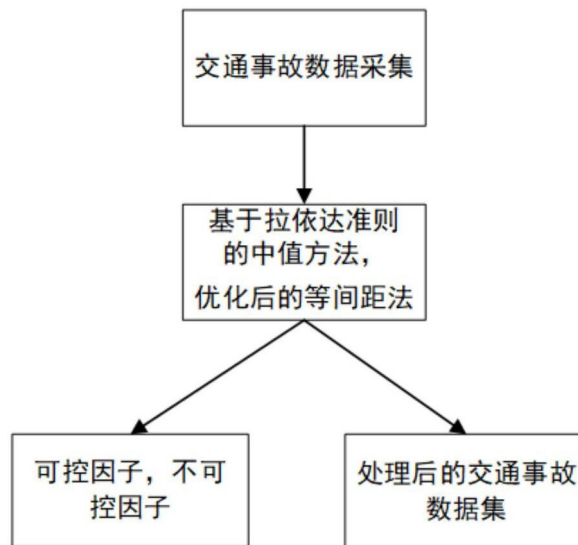 交通事故数据采集
基于拉依达准则
的中值方法，
优化后的等间距法
可控因子，不可
控因子
处理后的交通事故
数据集